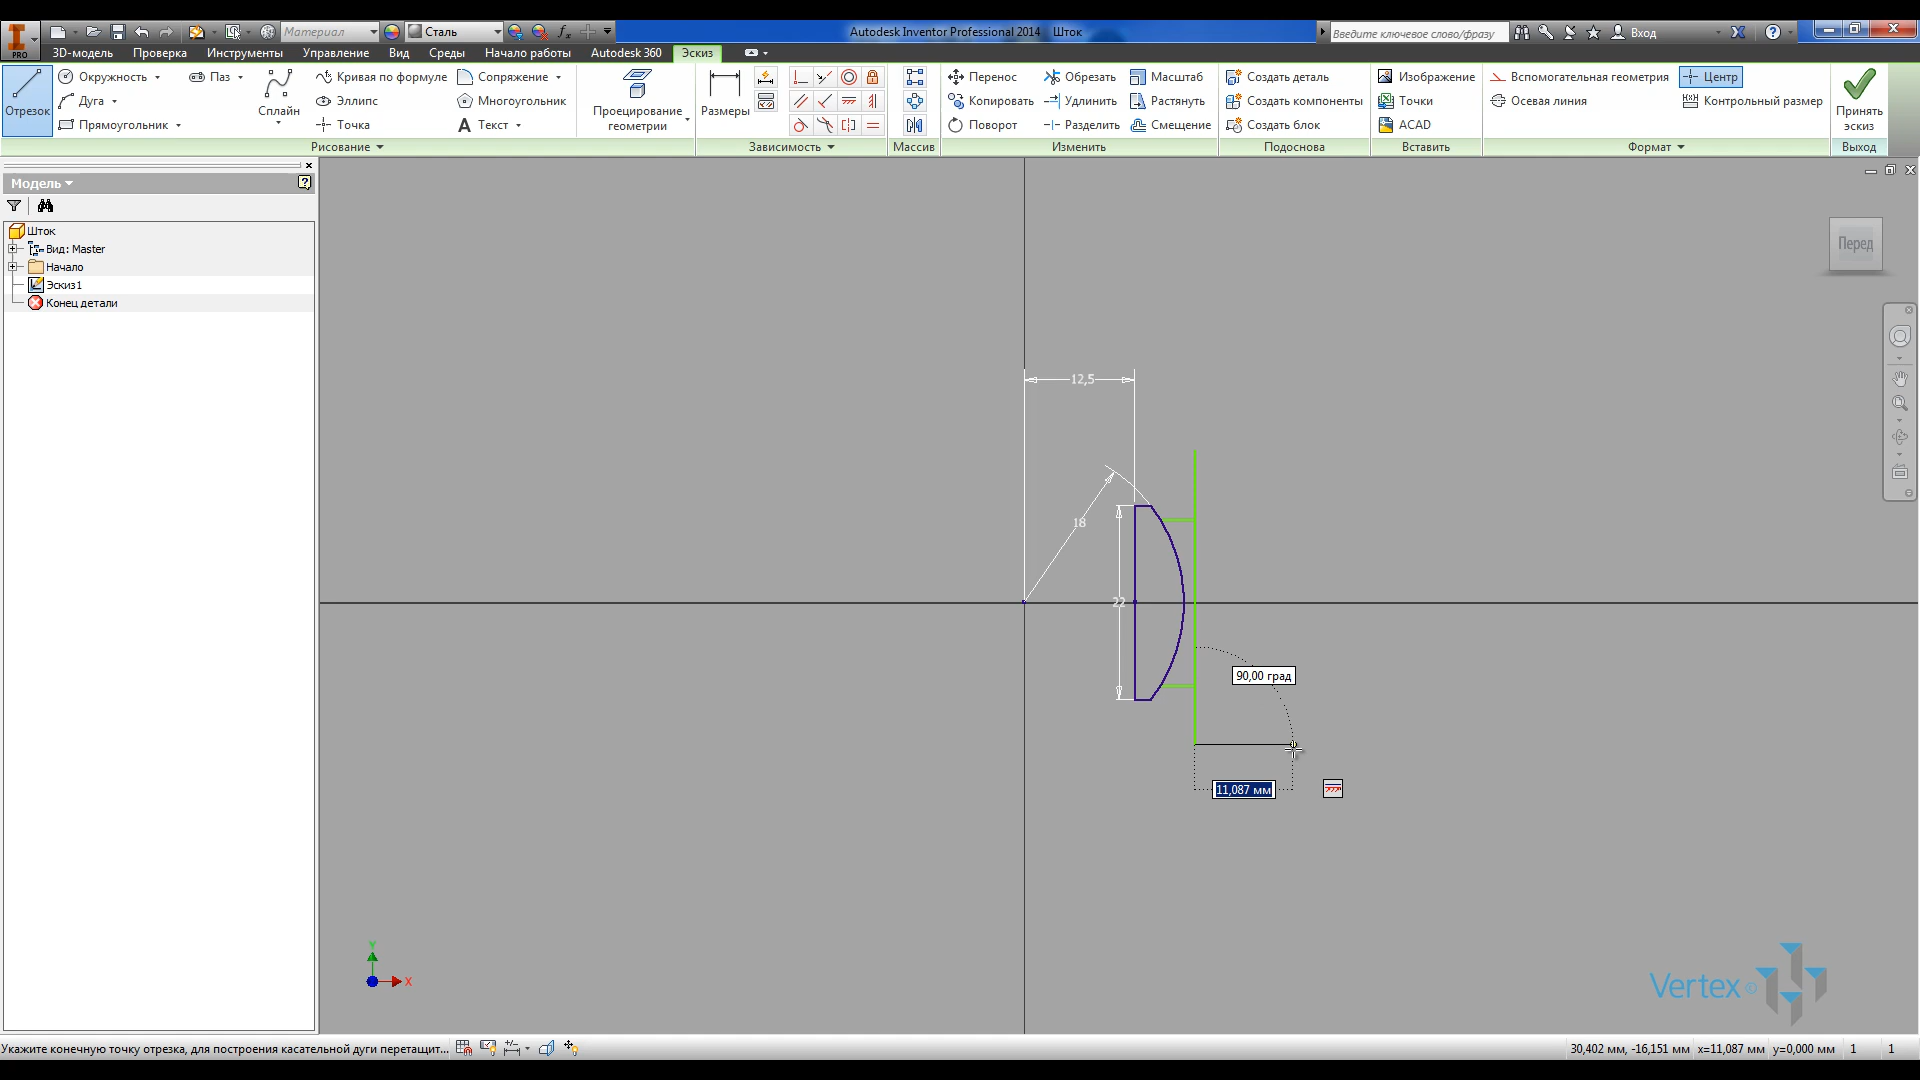 PRO
Материал
Сталь
Autodesk Inventor Professional 2014 Шток
Введите ключевое слово/фразу
Вход
3D-модель Проверка Инструменты Управление Вид Среды Начало работы Autodesk 360 Эскиз
Отрезок
Окружность
Дуга
Прямоугольник
Паз
Сплайн
Кривая по формуле
Эллипс
Точка
Сопряжение
Многоугольник
Текст
Проецирование
геометрии
Размеры
Перенос
Копировать
Поворот
Обрезать
Удлинить
Разделить
Масштаб
Растянуть
Смещение
Создать деталь
Создать компоненты
Создать блок
Изображение
Точки
ACAD
Вспомогательная геометрия
Осевая линия
Центр
Контрольный размер
Принять
эскиз
Рисование
Зависимость
Массив
Изменить
Подоснова
Вставить
Формат
Выход
Модель
Шток
Вид: Master
Начало
Эскиз1
Конец детали
Перед
12,5
18
22
90,00 град
11,087 мм
Y
X
Vertex
Укажите конечную точку отрезка, для построения касательной дуги перетащит...
30,402 мм, -16,151 мм x=11,087 мм y=0,000 мм 1 1